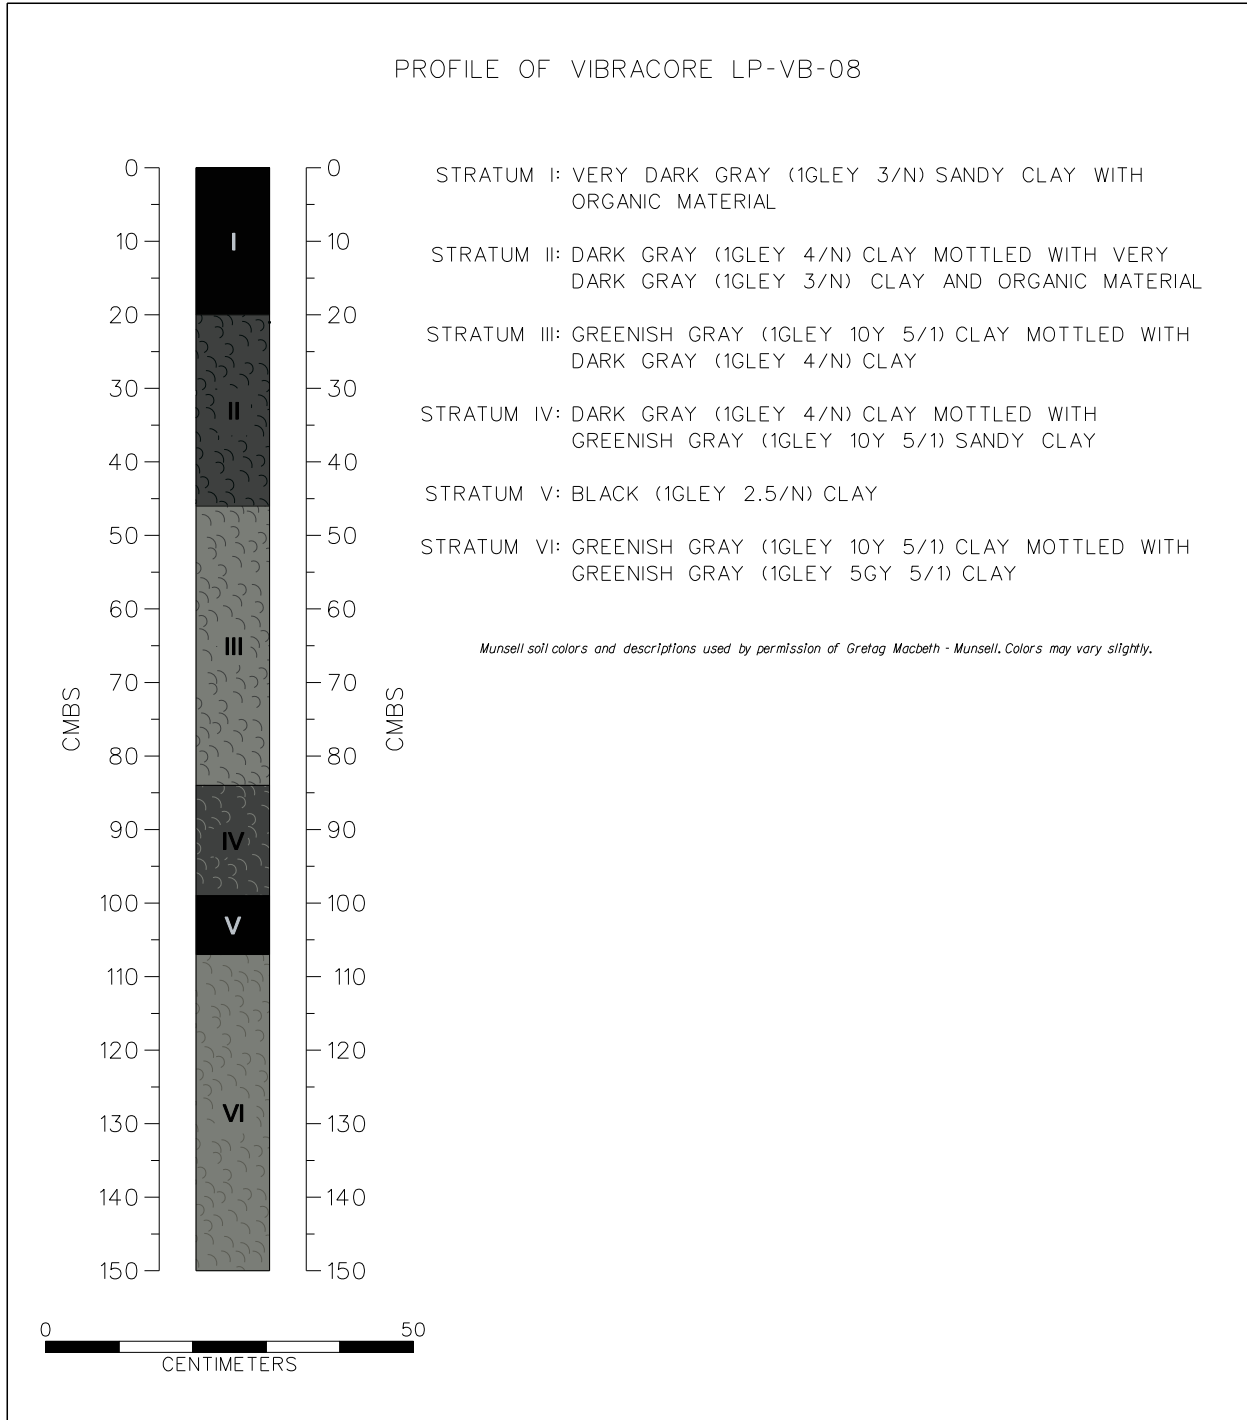 PROFILE OF VIBRACORE LP-VB-08
0 0
10 10
20 20
30 30
40 40
50 50
60 60
70 70
80 80
90 90
100 100
110 110
120 120
130 130
140 140
150 150
CMBS
CMBS
I
II
III
IV
V
VI
STRATUM I: VERY DARK GRAY (1GLEY 3/N) SANDY CLAY WITH
ORGANIC MATERIAL
STRATUM II: DARK GRAY (1GLEY 4/N) CLAY MOTTLED WITH VERY
DARK GRAY (1GLEY 3/N) CLAY AND ORGANIC MATERIAL
STRATUM III: GREENISH GRAY (1GLEY 10Y 5/1) CLAY MOTTLED WITH
DARK GRAY (1GLEY 4/N) CLAY
STRATUM IV: DARK GRAY (1GLEY 4/N) CLAY MOTTLED WITH
GREENISH GRAY (1GLEY 10Y 5/1) SANDY CLAY
STRATUM V: BLACK (1GLEY 2.5/N) CLAY
STRATUM VI: GREENISH GRAY (1GLEY 10Y 5/1) CLAY MOTTLED WITH
GREENISH GRAY (1GLEY 5GY 5/1) CLAY
Munsell soil colors and descriptions used by permission of Gretag Macbeth - Munsell. Colors may vary slightly.
0 50
CENTIMETERS